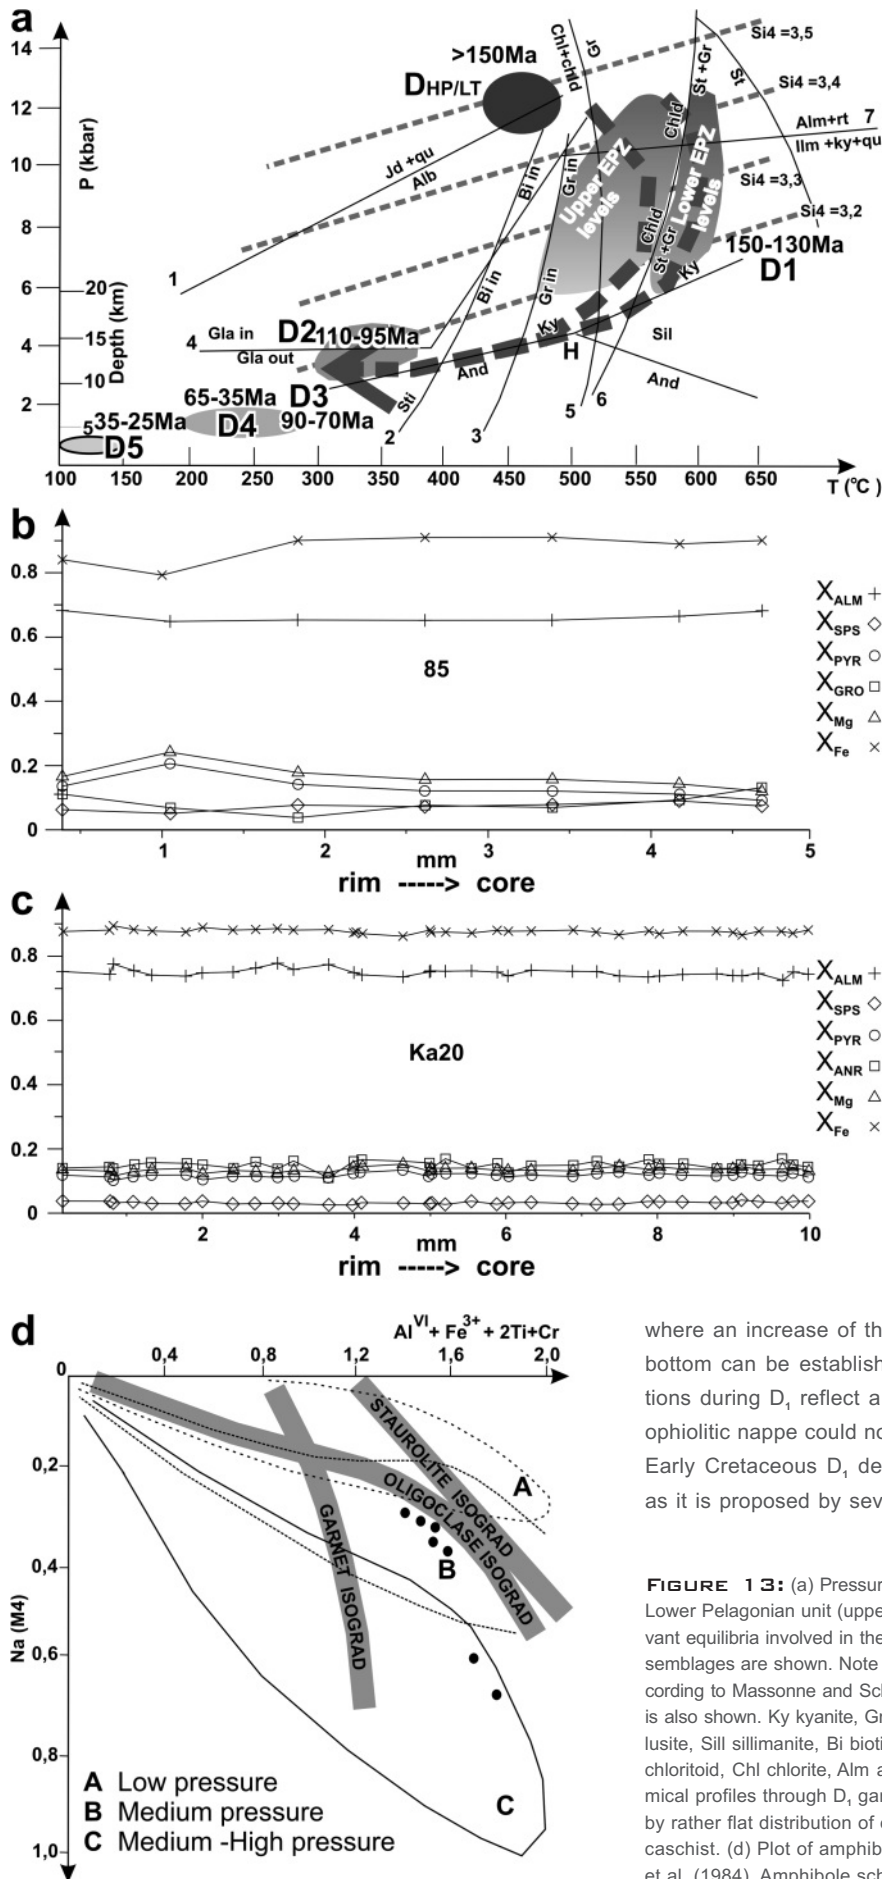 a
P (kbar)
Depth (km)
14
12
10
8
6
4
2
20
15
10
5
>150Ma
DHP/LT
Chl+chld
Gr
St +Gr
St
Si4 =3,5
Si4 =3,4
Si4 =3,3
Si4 =3,2
Alm+rt 7
Ilm +ky+qu
Jd +qu
Alb
Bi in
Gr in
Chld
Upper EPZ levels
Lower EPZ levels
Chld
St +Gr
Ky
150-130Ma
D1
1
Bi in
Gr in
4
Gla in
Gla out
D2 110-95Ma
Ky
H
Sil
And
And
D3
65-35Ma
D4
90-70Ma
Sti
2
3
5
6
35-25Ma
D5
100 150 200 250 300 350 400 450 500 550 600 650
T (°C)
b
0.8
0.6
0.4
0.2
0
85
XALM
XSPS
XPYR
XGRO
XMg
XFe
1 2 3 4 5
mm
rim -----> core
c
0.8
0.6
0.4
0.2
0
Ka20
XALM
XSPS
XPYR
XANR
XMg
XFe
2 4 6 8 10
mm
rim -----> core
d
AlVI + Fe3+ + 2Ti+Cr
0 0,4 0,8 1,2 1,6 2,0
0,2
0,4
0,6
0,8
1,0
Na (M4)
STAUROLITE ISOGRAD
OLIGOCLASE ISOGRAD
GARNET ISOGRAD
A
B
C
A Low pressure
B Medium pressure
C Medium -High pressure
where an increase of th
bottom can be establish
tions during D1 reflect a
ophiolitic nappe could no
Early Cretaceous D1 de
as it is proposed by sev
FIGURE 13: (a) Pressur
Lower Pelagonian unit (uppe
vant equilibria involved in the
semblages are shown. Note
cording to Massonne and Sch
is also shown. Ky kyanite, Gr
lusite, Sill sillimanite, Bi bioti
chloritoid, Chl chlorite, Alm a
mical profiles through D1 gar
by rather flat distribution of
caschist. (d) Plot of amphib
et al. (1984). Amphibole sch